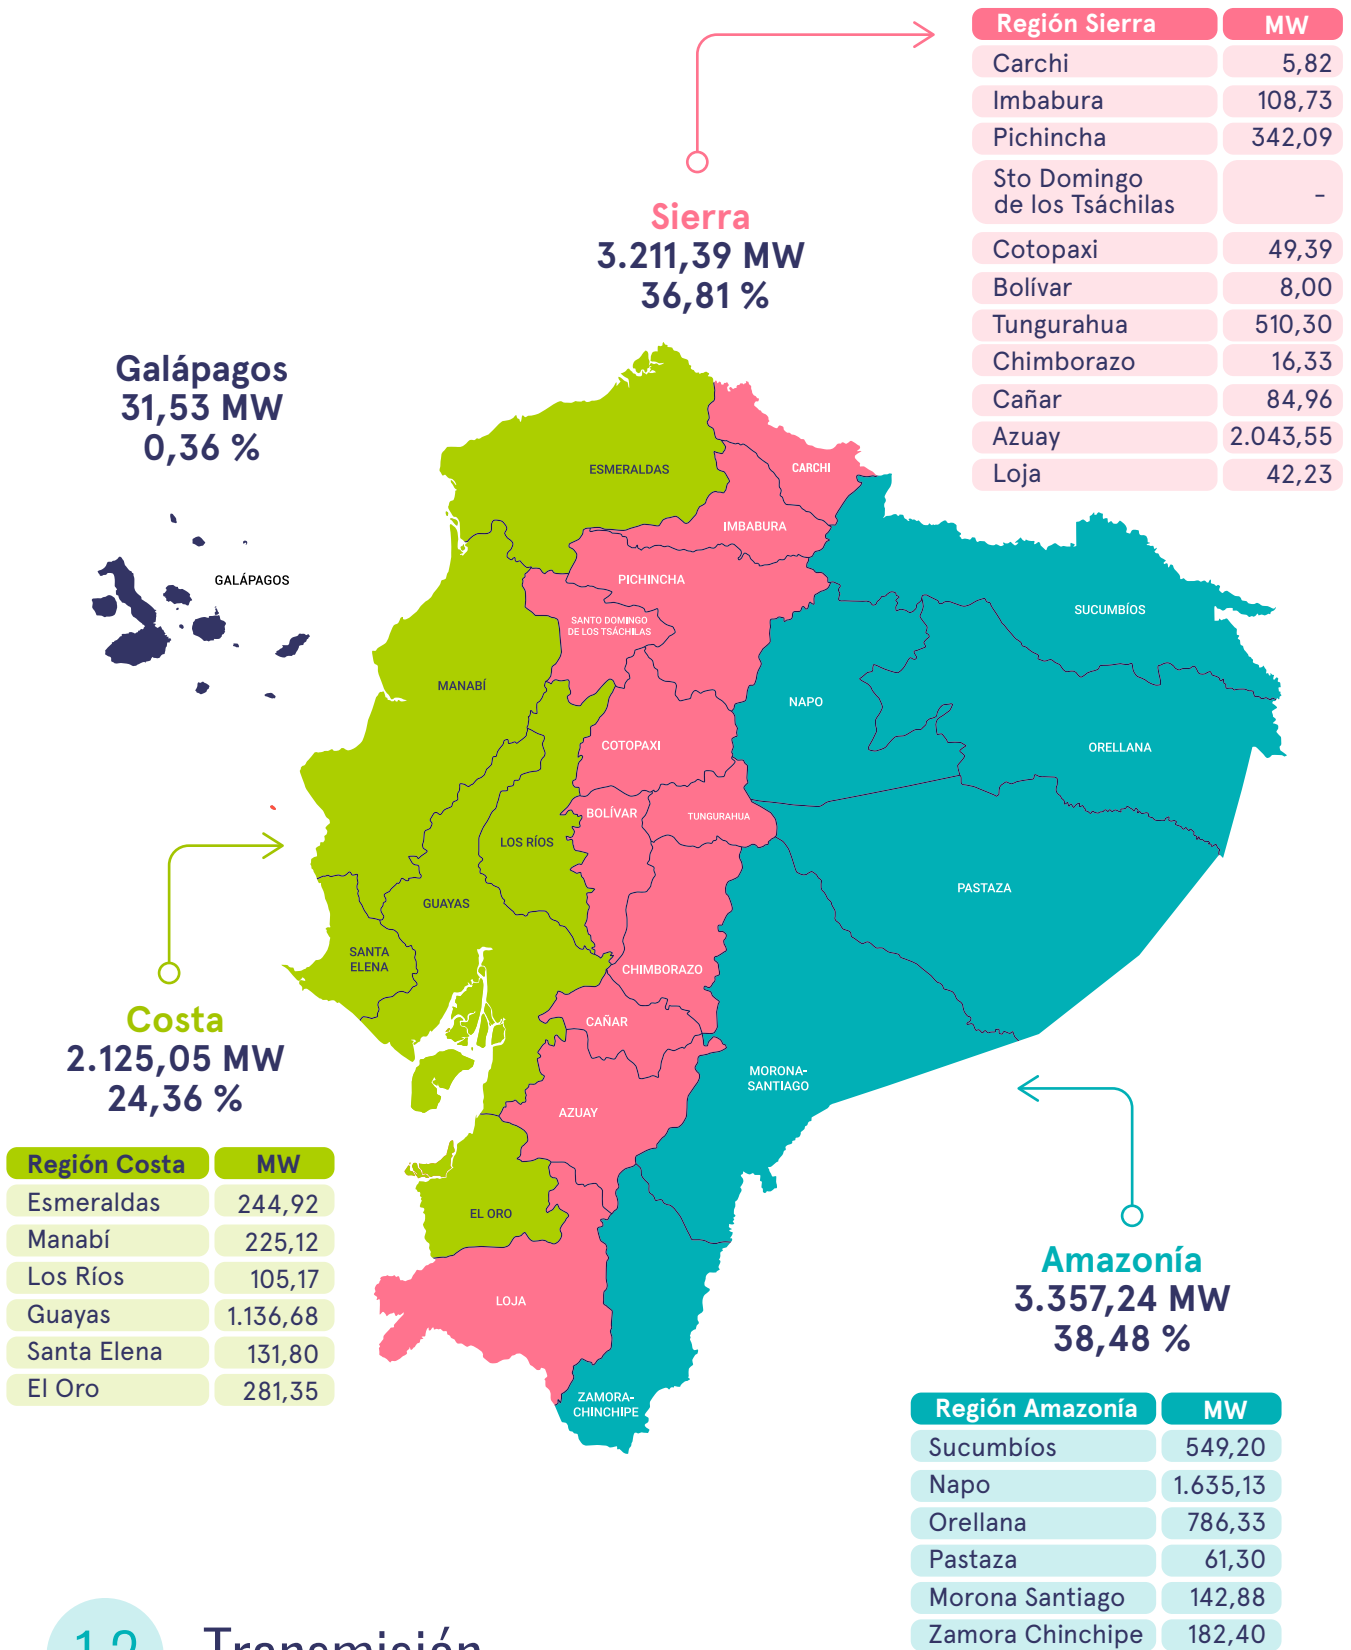 Región Sierra MW
Carchi 5,82
Imbabura 108,73
Pichincha 342,09
Sto Domingo
de los Tsáchilas -
Cotopaxi 49,39
Bolívar 8,00
Tungurahua 510,30
Chimborazo 16,33
Cañar 84,96
Azuay 2.043,55
Loja 42,23
Sierra
3.211,39 MW
36,81 %
Galápagos
31,53 MW
0,36 %
GALÁPAGOS
ESMERALDAS
CARCHI
IMBABURA
PICHINCHA
SANTO DOMINGO
DE LOS TSÁCHILAS
SUCUMBÍOS
MANABÍ
NAPO
COTOPAXI
ORELLANA
BOLÍVAR
TUNGURAHUA
LOS RÍOS
PASTAZA
GUAYAS
SANTA
ELENA
CHIMBORAZO
CAÑAR
MORONA-
SANTIAGO
AZUAY
EL ORO
LOJA
ZAMORA-
CHINCHIPE
Costa
2.125,05 MW
24,36 %
Región Costa MW
Esmeraldas 244,92
Manabí 225,12
Los Ríos 105,17
Guayas 1.136,68
Santa Elena 131,80
El Oro 281,35
Amazonía
3.357,24 MW
38,48 %
Región Amazonía MW
Sucumbíos 549,20
Napo 1.635,13
Orellana 786,33
Pastaza 61,30
Morona Santiago 142,88
Zamora Chinchipe 182,40
1.2 Transmisión